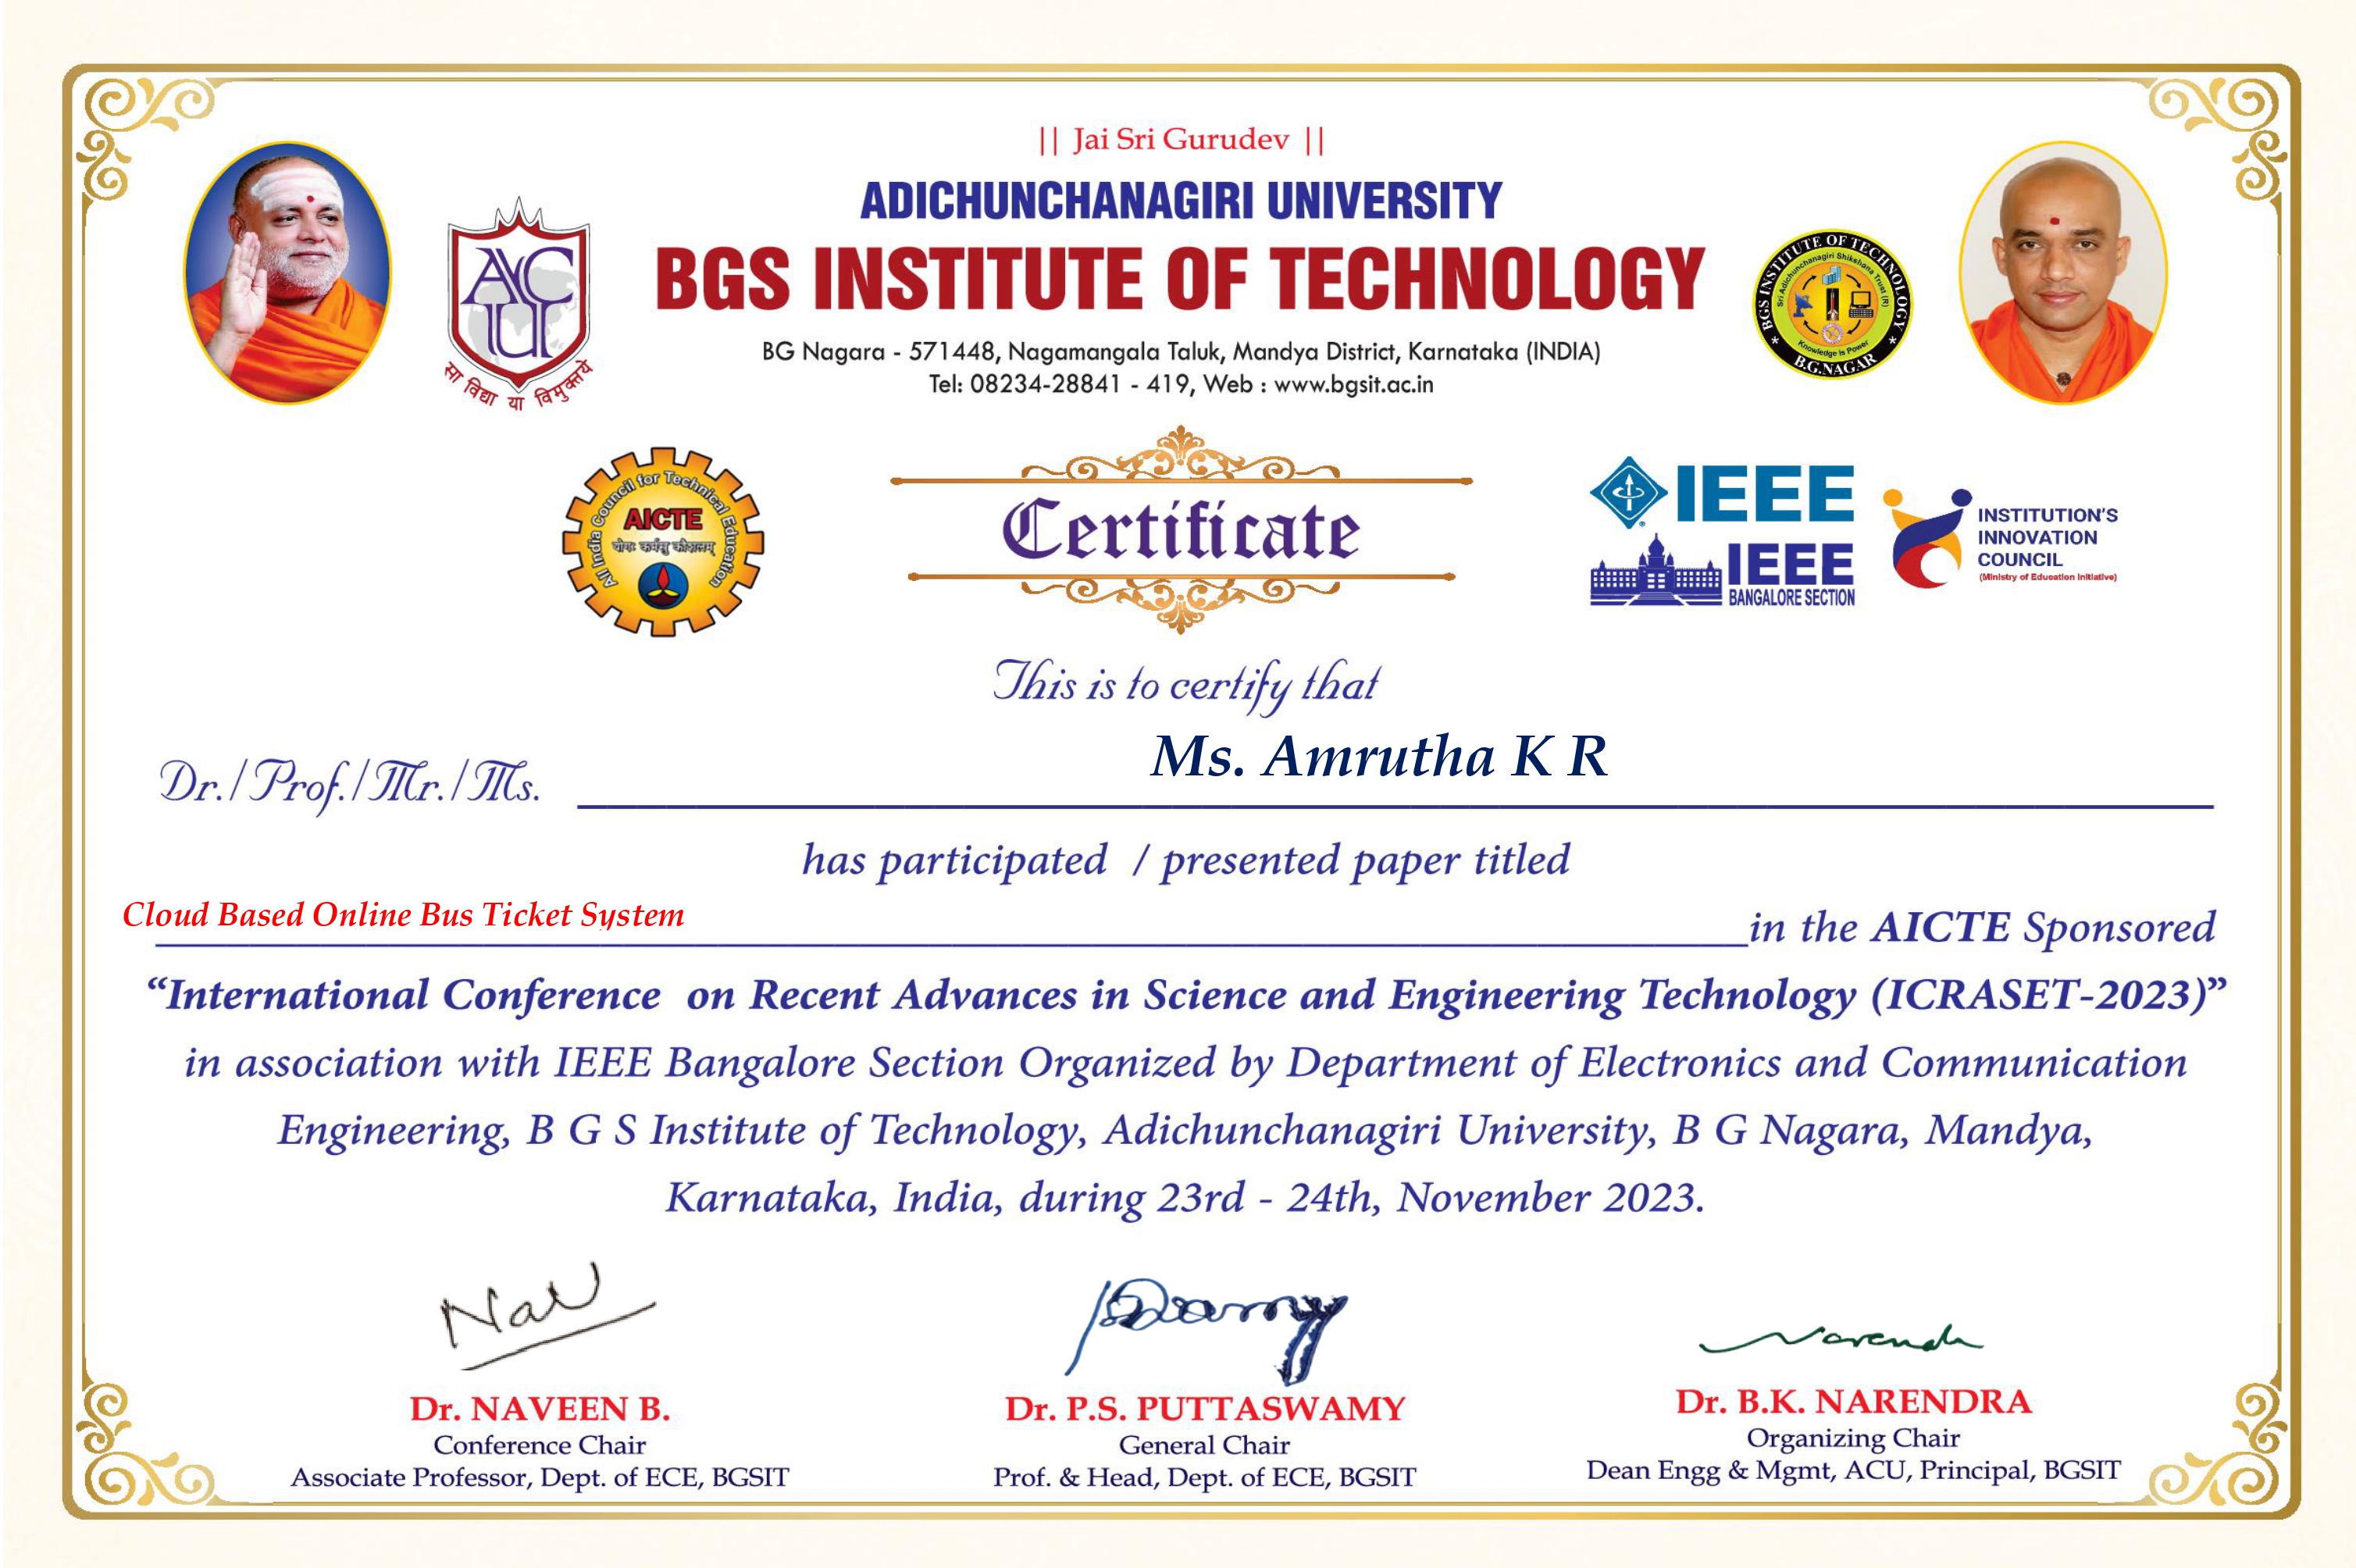 || Jai Sri Gurudev ||
ADICHUNCHANAGIRI UNIVERSITY
BGS INSTITUTE OF TECHNOLOGY
BG Nagara - 571448, Nagamangala Taluk, Mandya District, Karnataka (INDIA)
Tel: 08234-28841 - 419, Web : www.bgsit.ac.in
ACU
सा विद्या या विमुक्तये
BGS INSTITUTE OF TECHNOLOGY
Sri Adichunchanagiri Shikshana Trust (R)
Knowledge is Power
* B.G.NAGAR *
All India Council for Technical Education
AICTE
योगः कर्मसु कौशलम्
Certificate
IEEE
IEEE
BANGALORE SECTION
INSTITUTION'S
INNOVATION
COUNCIL
(Ministry of Education Initiative)
This is to certify that
Dr./Prof./Mr./Ms. Ms. Amrutha K R
has participated / presented paper titled
Cloud Based Online Bus Ticket System in the AICTE Sponsored
“International Conference on Recent Advances in Science and Engineering Technology (ICRASET-2023)”
in association with IEEE Bangalore Section Organized by Department of Electronics and Communication
Engineering, B G S Institute of Technology, Adichunchanagiri University, B G Nagara, Mandya,
Karnataka, India, during 23rd - 24th, November 2023.
Nav
Narendra
Dr. NAVEEN B.
Conference Chair
Associate Professor, Dept. of ECE, BGSIT
Dr. P.S. PUTTASWAMY
General Chair
Prof. & Head, Dept. of ECE, BGSIT
Dr. B.K. NARENDRA
Organizing Chair
Dean Engg & Mgmt, ACU, Principal, BGSIT